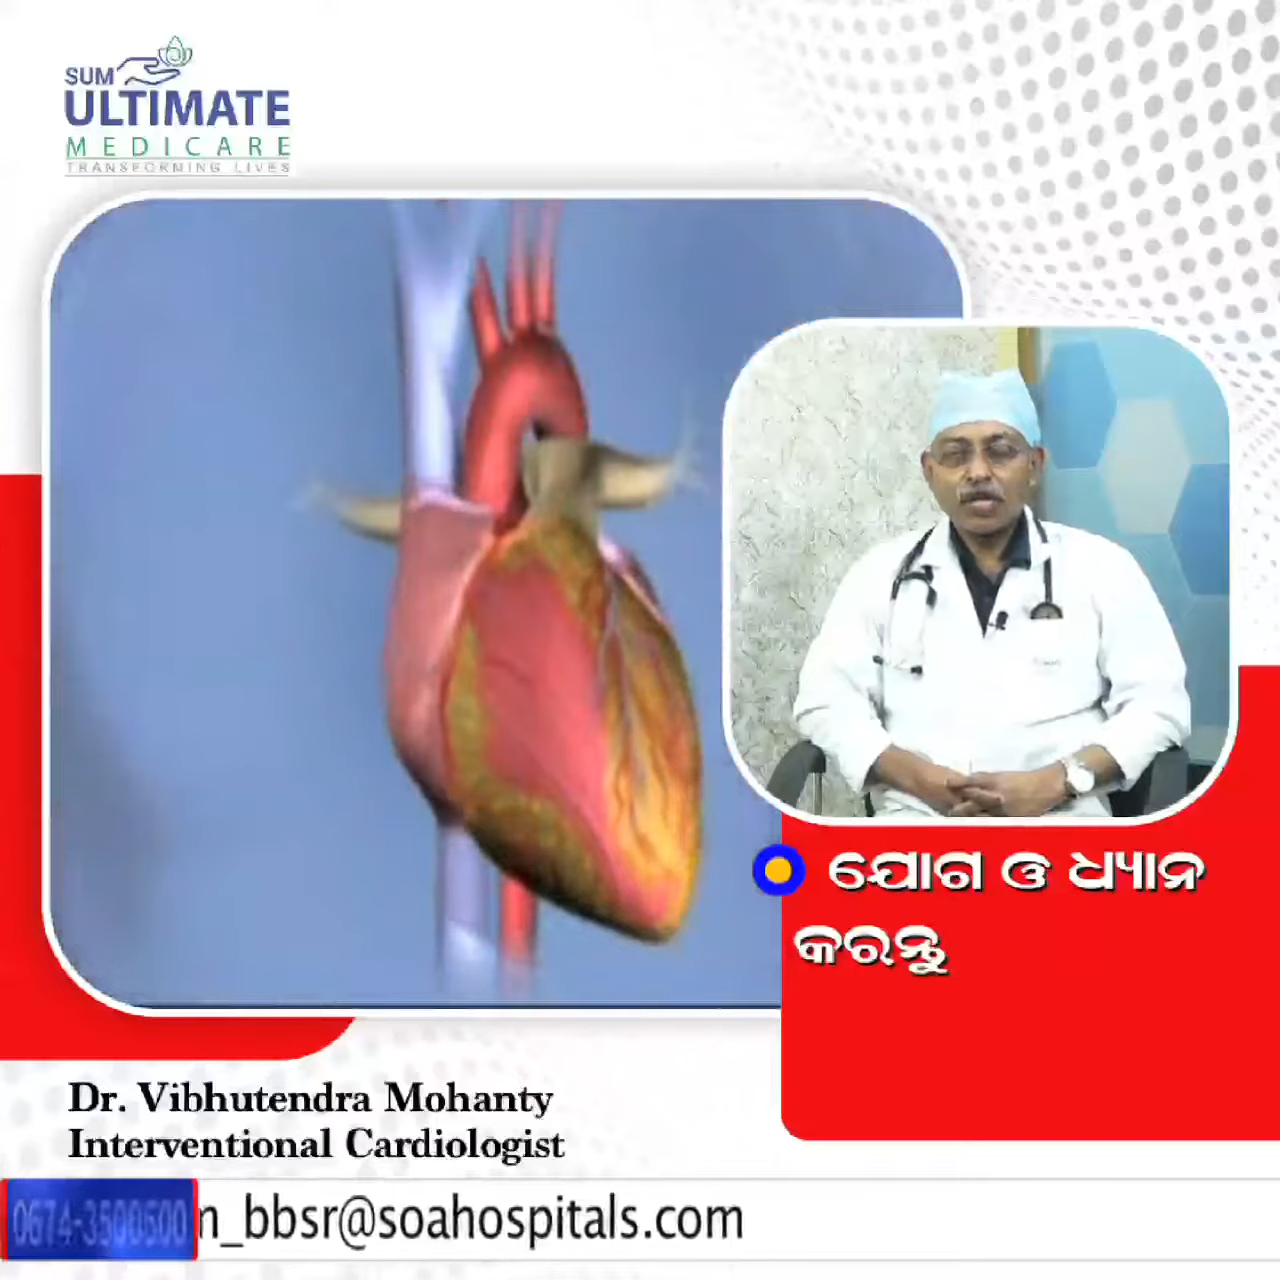 SUM
ULTIMATE
MEDICARE
TRANSFORMING LIVES
ଯୋଗ ଓ ଧ୍ୟାନ
କରନ୍ତୁ
Dr. Vibhutendra Mohanty
Interventional Cardiologist
0674-3500500 n_bbsr@soahospitals.com